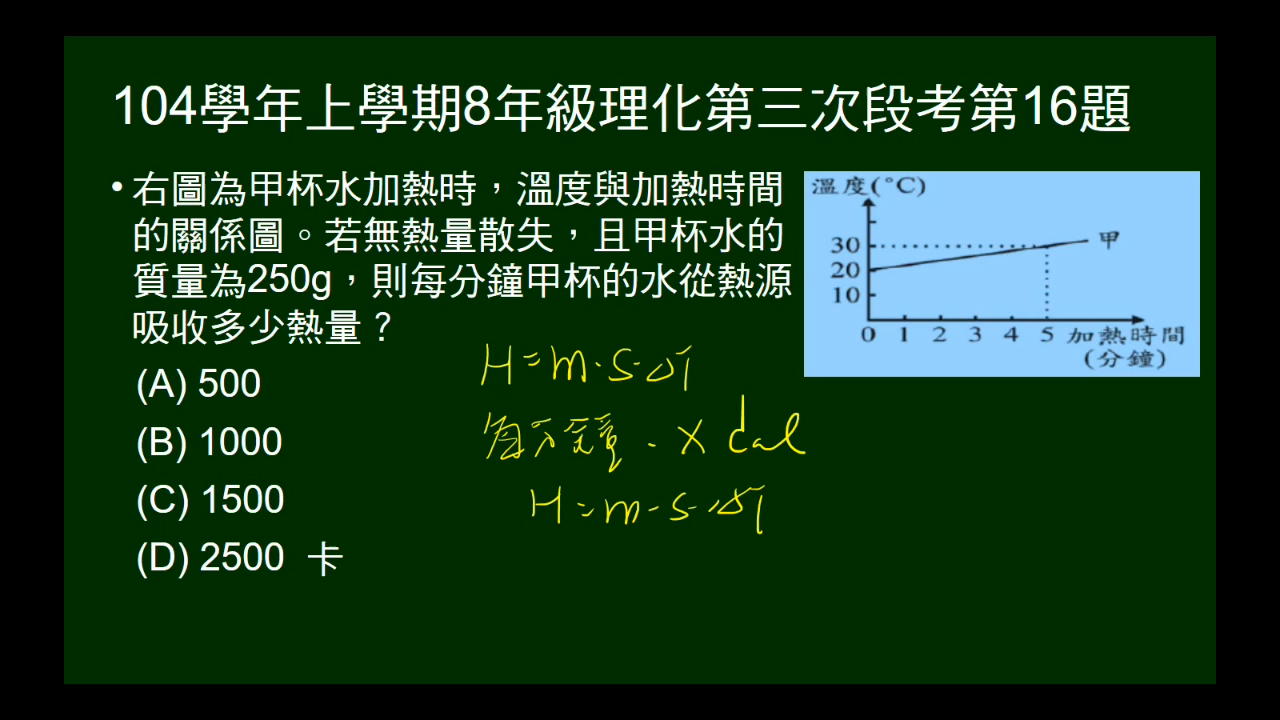 104學年上學期8年級理化第三次段考第16題
• 右圖為甲杯水加熱時，溫度與加熱時間
的關係圖。若無熱量散失，且甲杯水的
質量為250g，則每分鐘甲杯的水從熱源
吸收多少熱量？
(A) 500
(B) 1000
(C) 1500
(D) 2500 卡
溫度(°C)
30
20
10
甲
0 1 2 3 4 5 加熱時間
(分鐘)
H=m·S·△T
每分鐘·X cal
H=m·S·△T